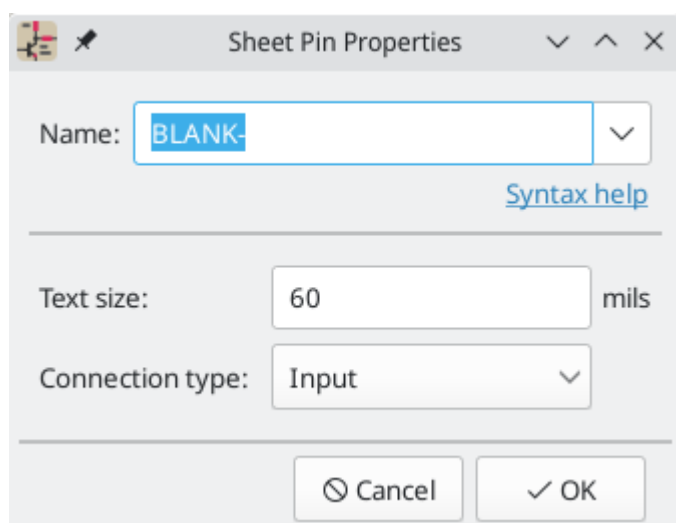 Sheet Pin Properties
Name: BLANK-
Syntax help
Text size: 60 mils
Connection type: Input
Cancel OK